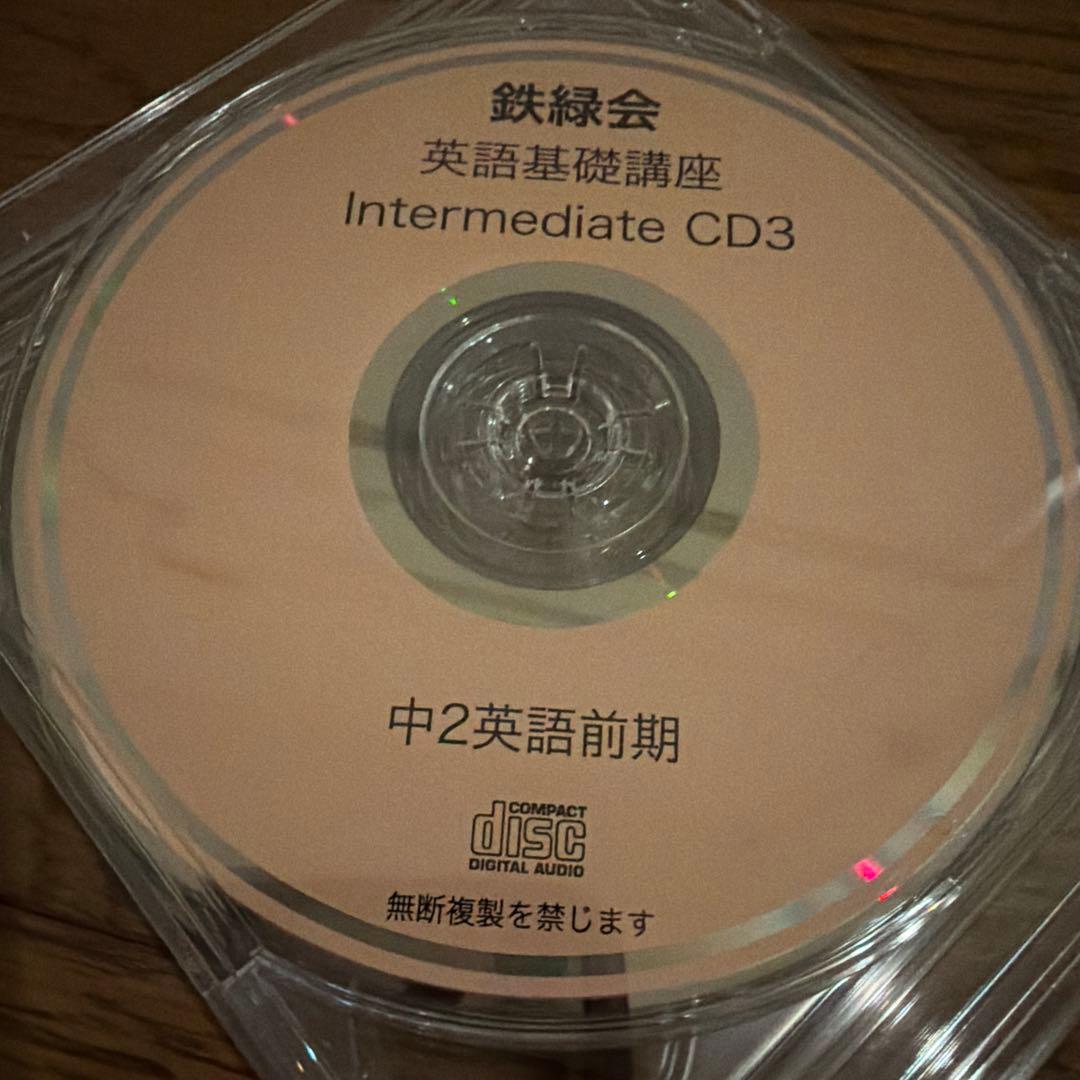 鉄緑会
英語基礎講座
Intermediate CD3
中2英語前期
COMPACT
disc
DIGITAL AUDIO
無断複製を禁じます